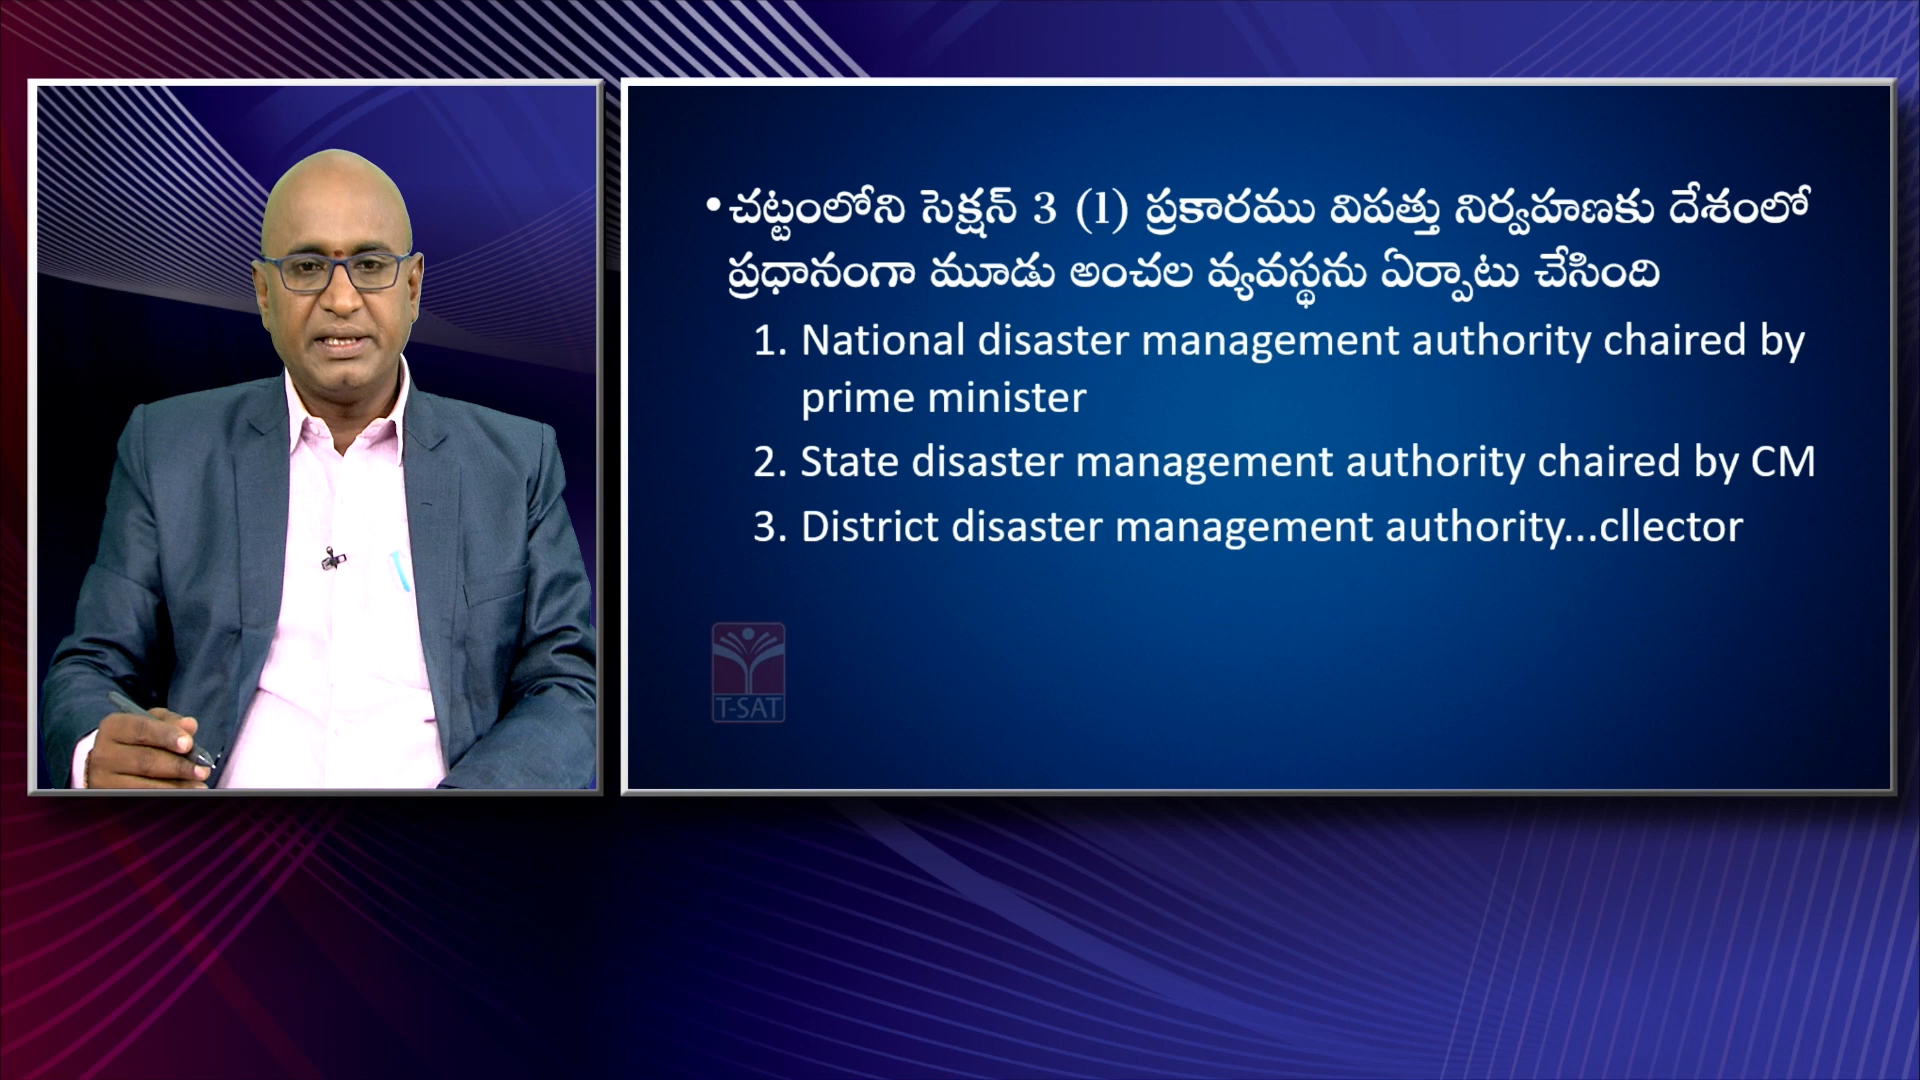 • చట్టంలోని సెక్షన్ 3 (1) ప్రకారము విపత్తు నిర్వహణకు దేశంలో
ప్రధానంగా మూడు అంచల వ్యవస్థను ఏర్పాటు చేసింది
1. National disaster management authority chaired by
prime minister
2. State disaster management authority chaired by CM
3. District disaster management authority...cllector
T-SAT